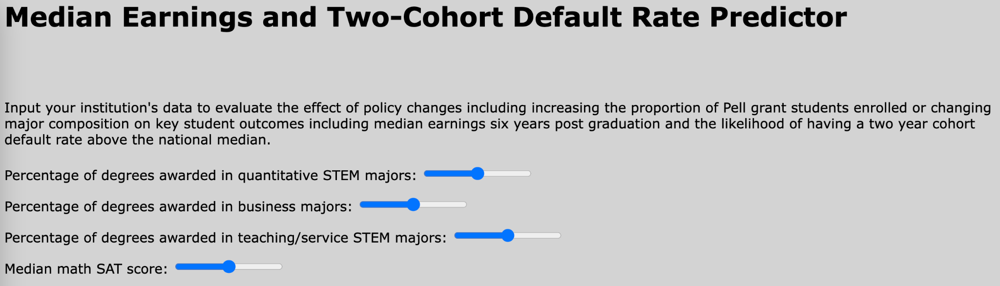 Median Earnings and Two-Cohort Default Rate Predictor
Input your institution's data to evaluate the effect of policy changes including increasing the proportion of Pell grant students enrolled or changing
major composition on key student outcomes including median earnings six years post graduation and the likelihood of having a two year cohort
default rate above the national median.
Percentage of degrees awarded in quantitative STEM majors:
Percentage of degrees awarded in business majors:
Percentage of degrees awarded in teaching/service STEM majors:
Median math SAT score: